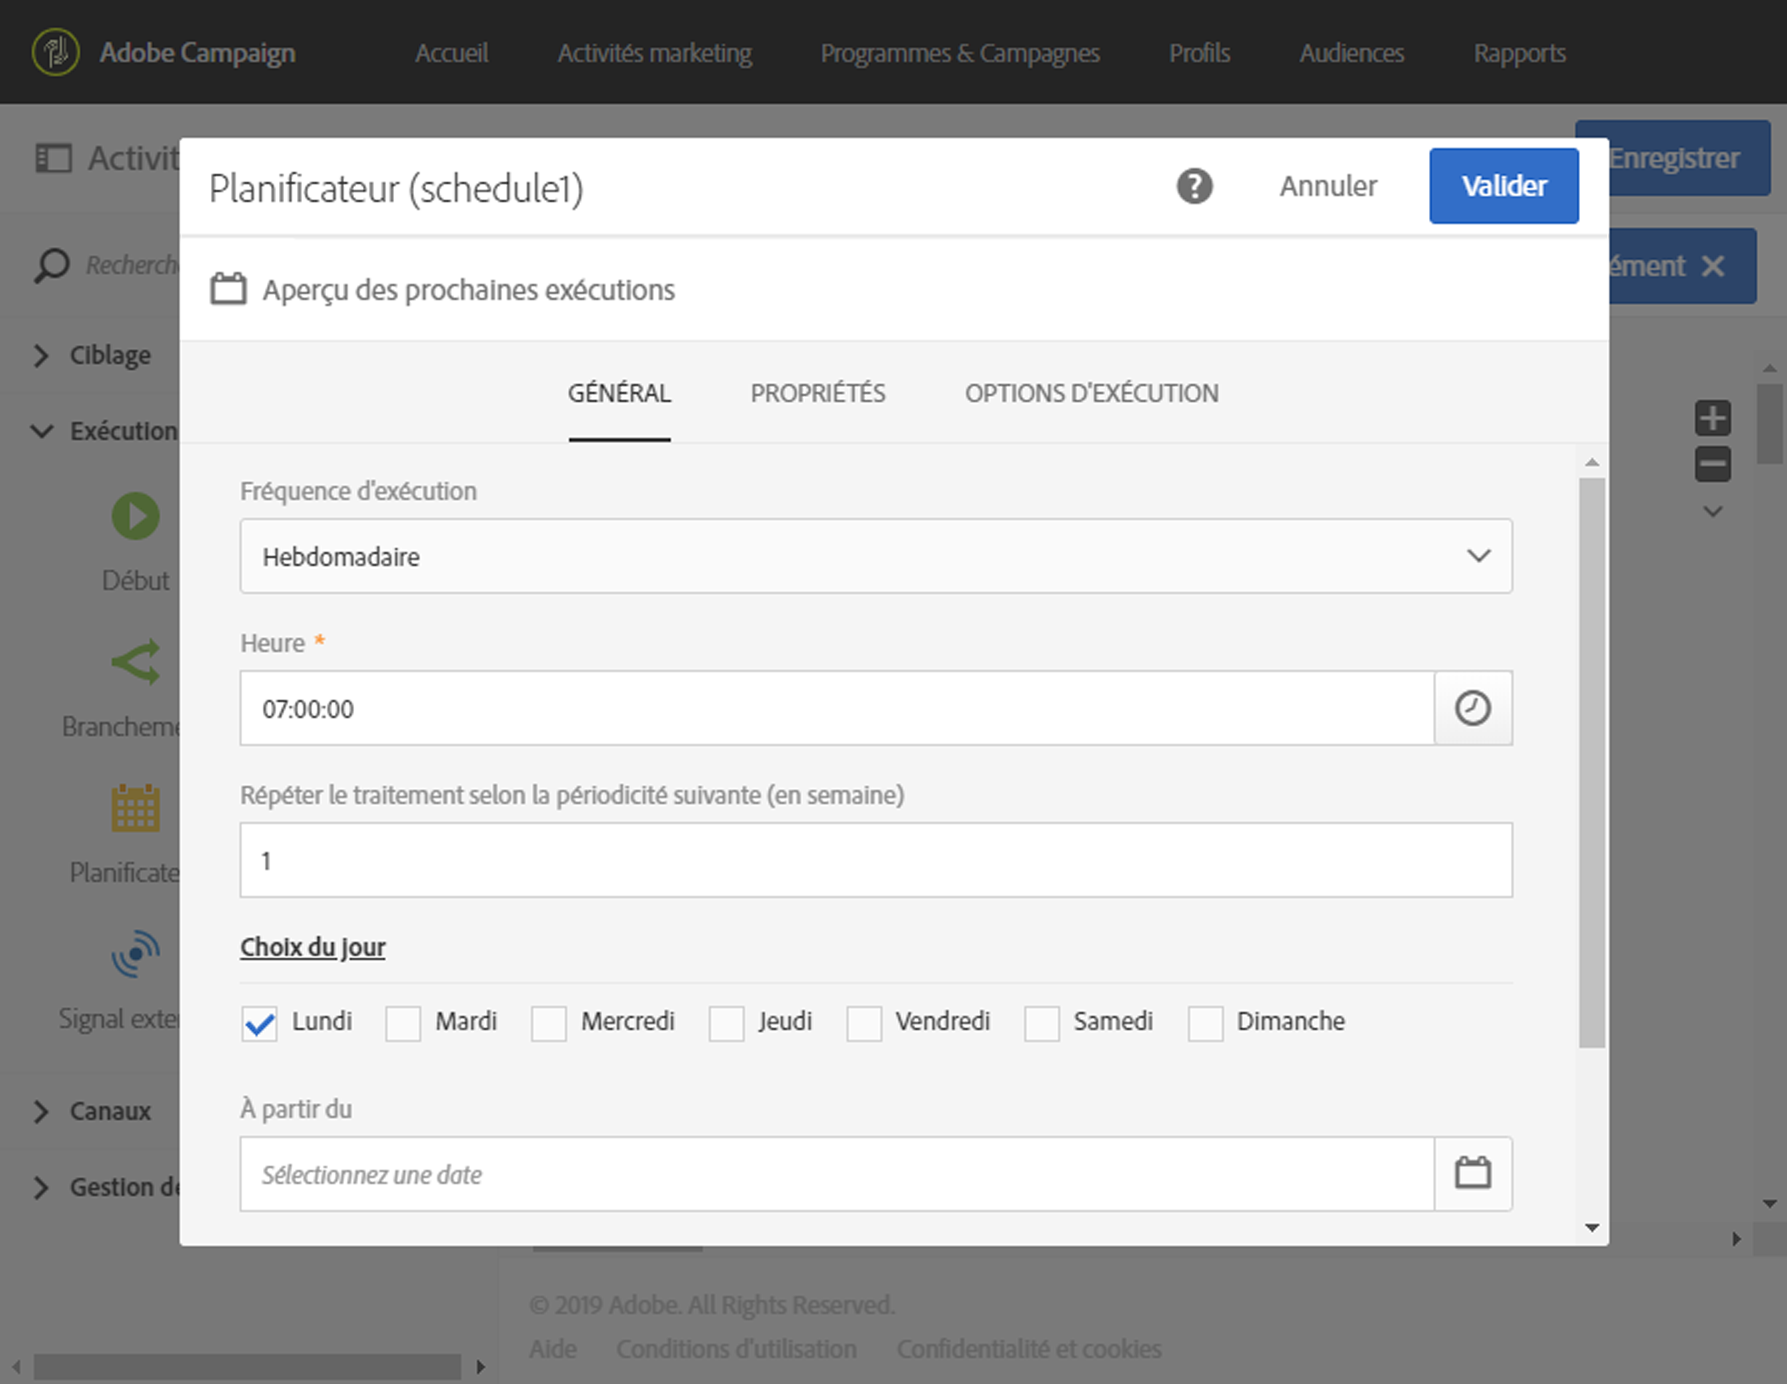 Adobe Campaign Accueil Activités marketing Programmes & Campagnes Profils Audiences Rapports
Activit Enregistrer
Planificateur (schedule1) ? Annuler Valider
Recherch ément
Aperçu des prochaines exécutions
Ciblage
GÉNÉRAL PROPRIÉTÉS OPTIONS D'EXÉCUTION
Exécution
Fréquence d'exécution
Hebdomadaire
Début
Heure *
07:00:00
Brancheme
Répéter le traitement selon la périodicité suivante (en semaine)
1
Planificate
Choix du jour
Signal exter
Lundi Mardi Mercredi Jeudi Vendredi Samedi Dimanche
Canaux
À partir du
Sélectionnez une date
Gestion de
© 2019 Adobe. All Rights Reserved.
Aide Conditions d'utilisation Confidentialité et cookies